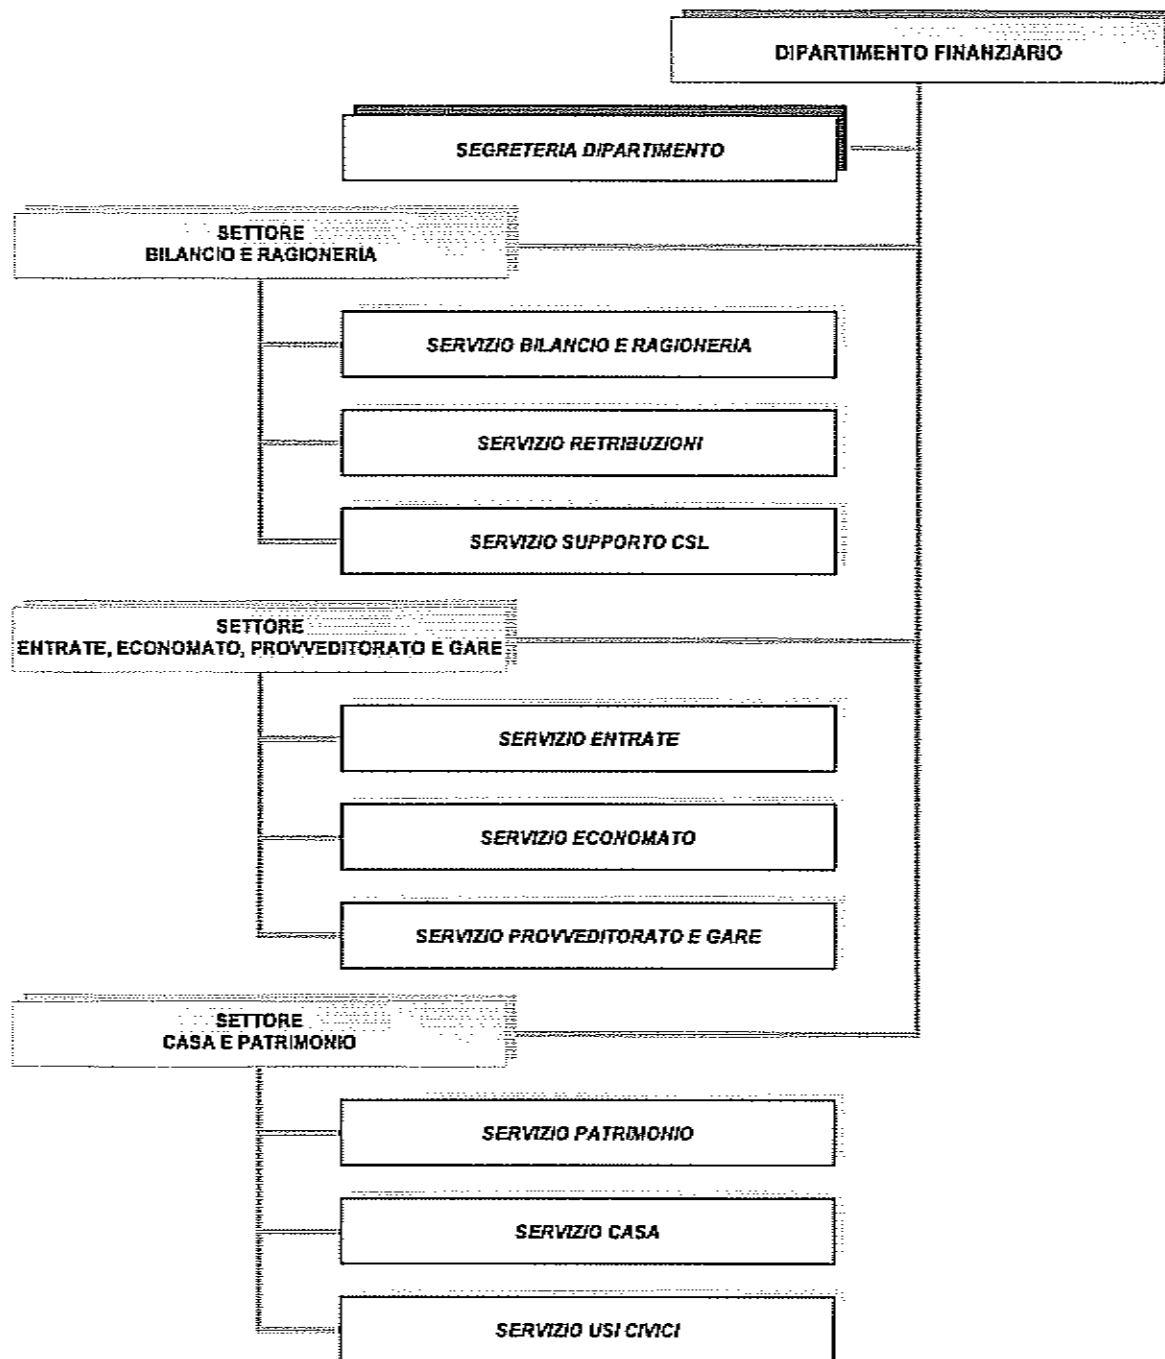 DIPARTIMENTO FINANZIARIO
SEGRETERIA DIPARTIMENTO
SETTORE
BILANCIO E RAGIONERIA
SERVIZIO BILANCIO E RAGIONERIA
SERVIZIO RETRIBUZIONI
SERVIZIO SUPPORTO CSL
SETTORE
ENTRATE, ECONOMATO, PROVVEDITORATO E GARE
SERVIZIO ENTRATE
SERVIZIO ECONOMATO
SERVIZIO PROVVEDITORATO E GARE
SETTORE
CASA E PATRIMONIO
SERVIZIO PATRIMONIO
SERVIZIO CASA
SERVIZIO USI CIVICI